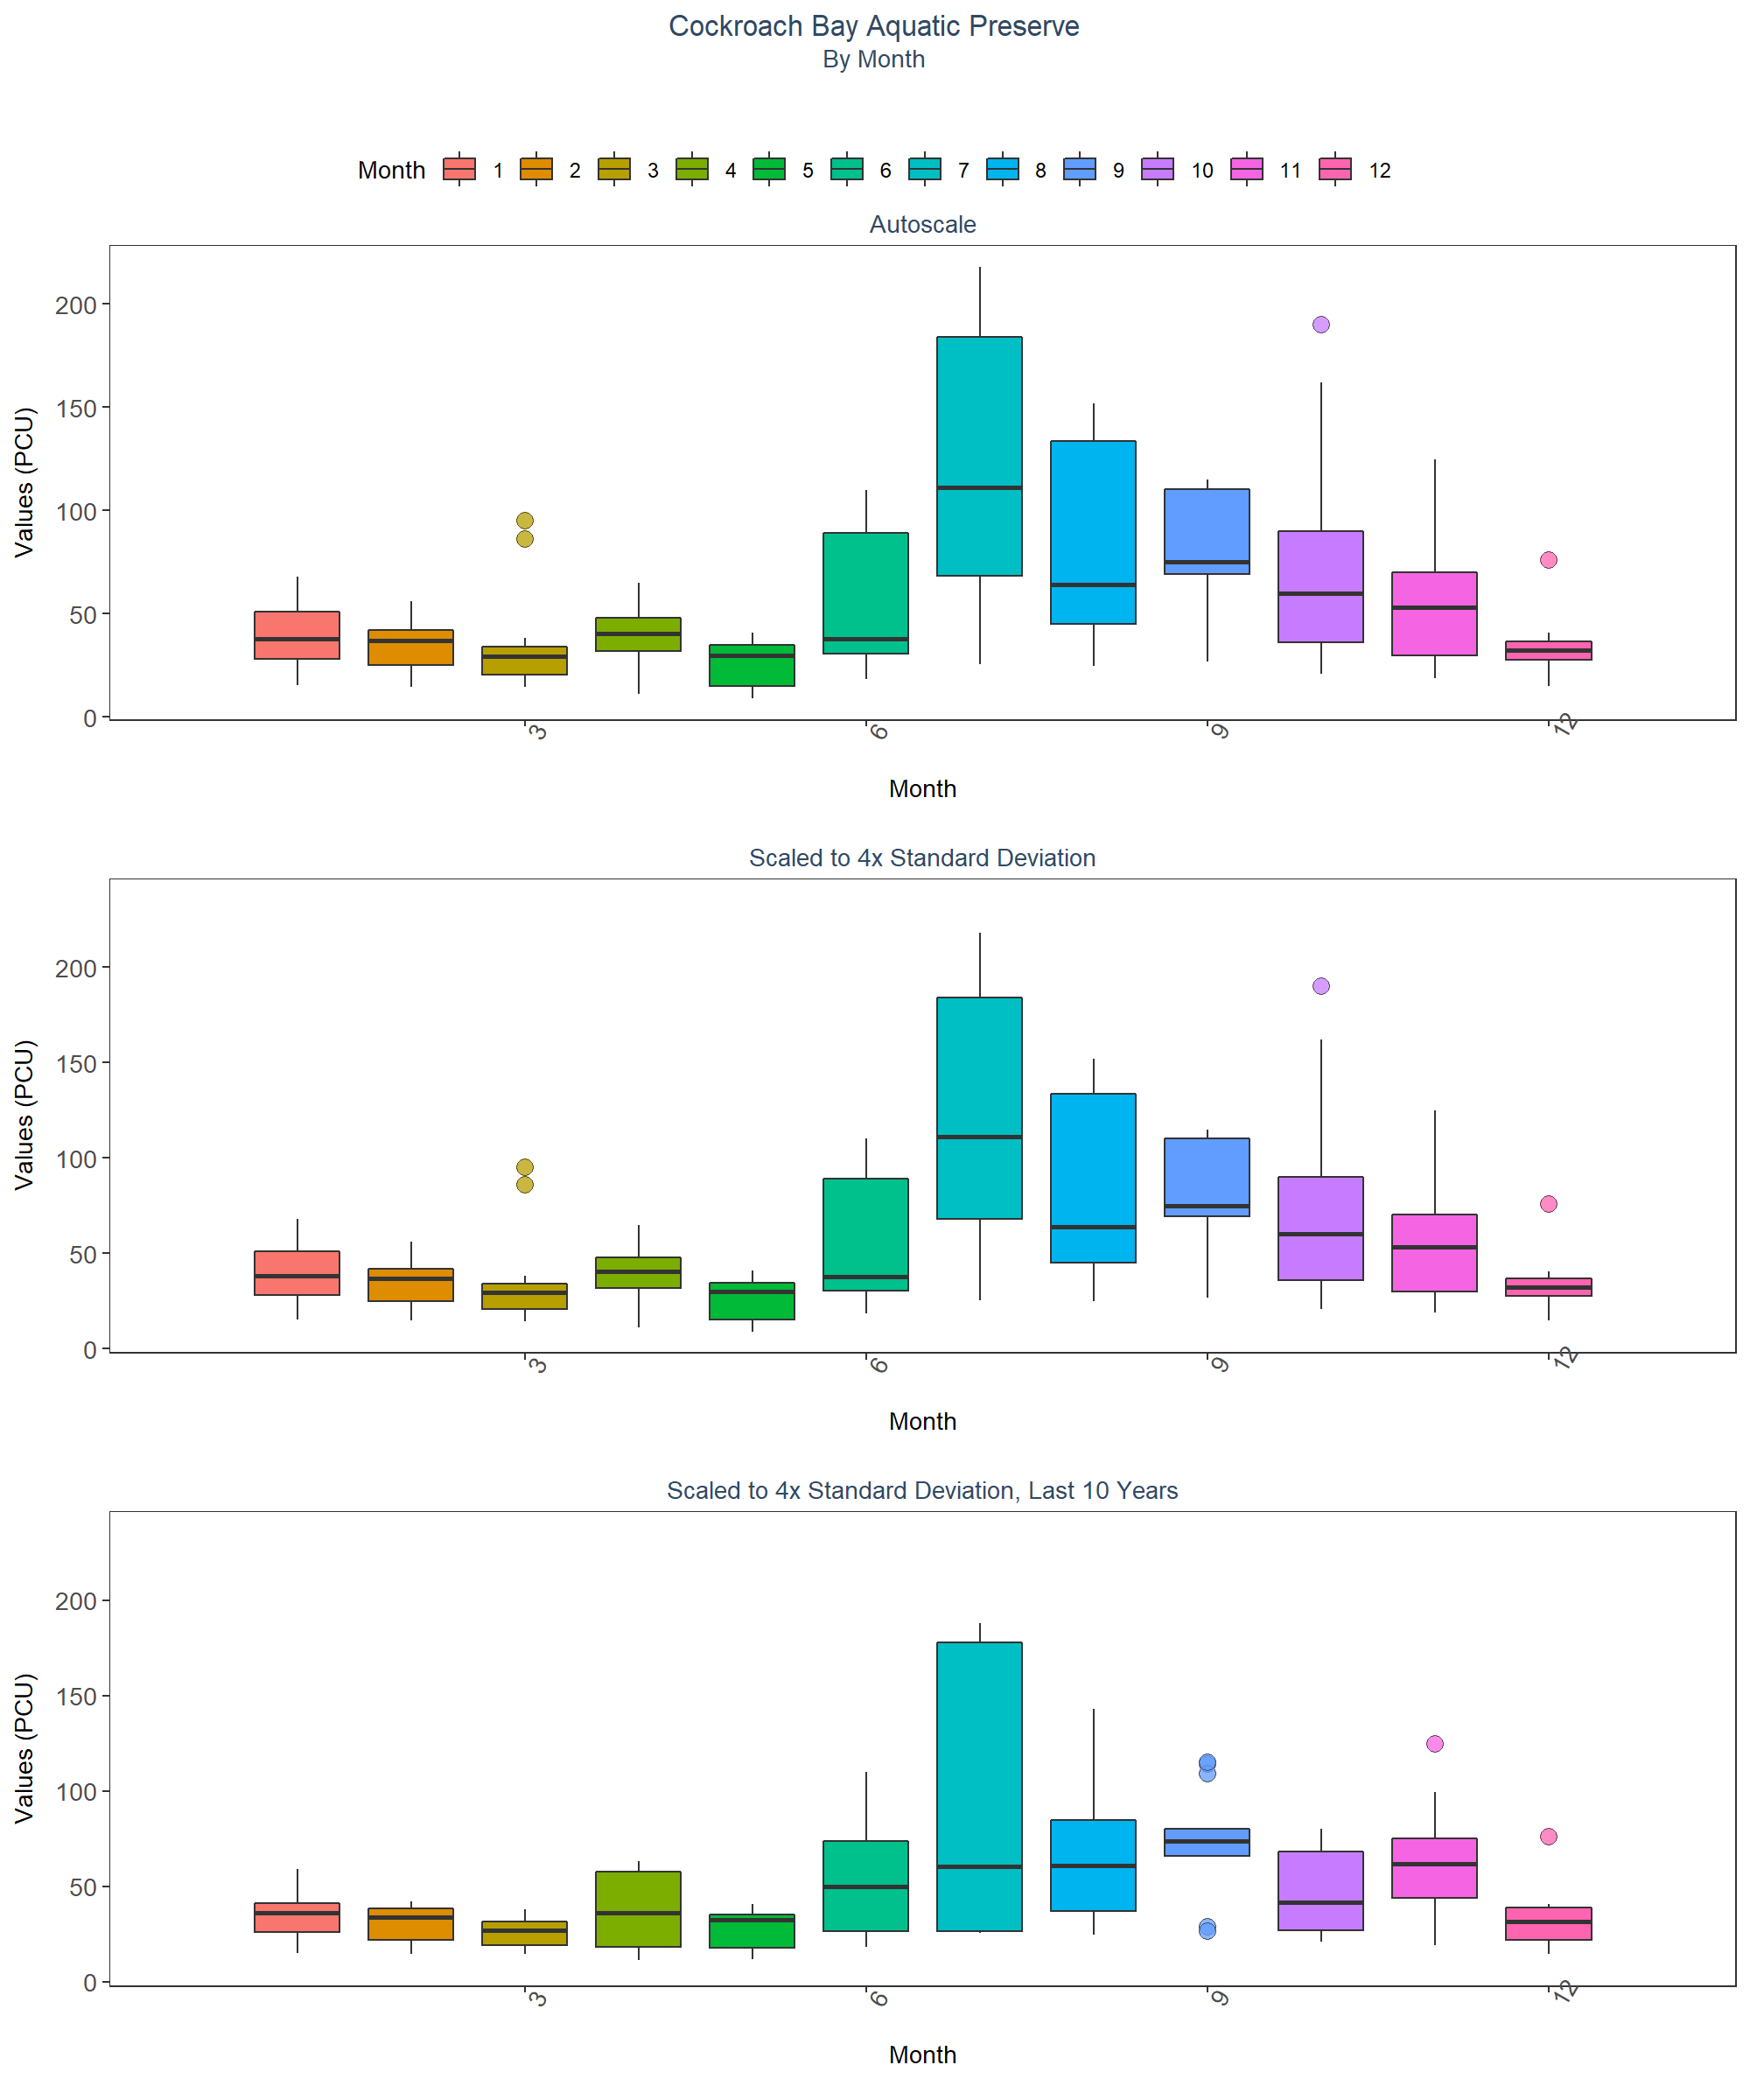 Cockroach Bay Aquatic Preserve
By Month
Month 1 2 3 4 5 6 7 8 9 10 11 12
Autoscale
Values (PCU)
200
150
100
50
0
3 6 9 12
Month
Scaled to 4x Standard Deviation
Values (PCU)
200
150
100
50
0
3 6 9 12
Month
Scaled to 4x Standard Deviation, Last 10 Years
Values (PCU)
200
150
100
50
0
3 6 9 12
Month